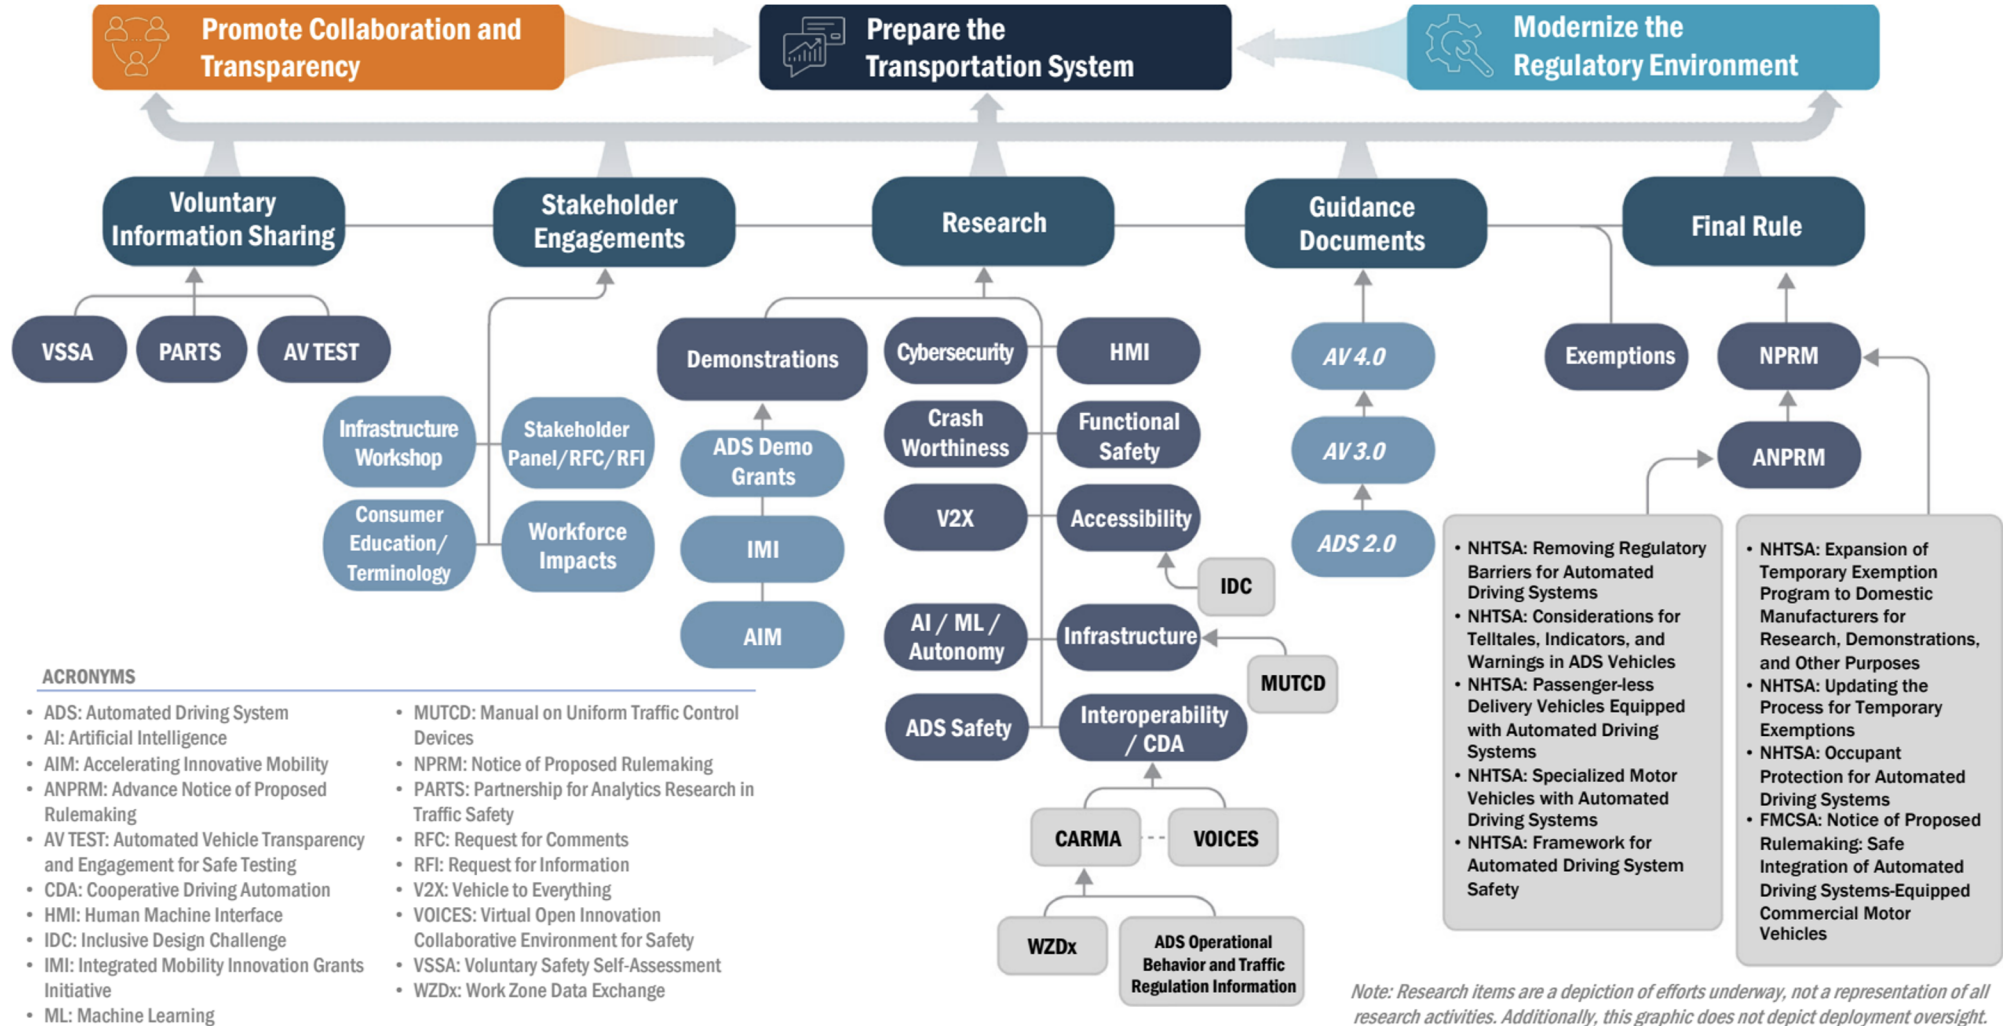 Promote Collaboration and
Transparency
Prepare the
Transportation System
Modernize the
Regulatory Environment
Voluntary
Information Sharing
Stakeholder
Engagements
Research
Guidance
Documents
Final Rule
VSSA
PARTS
AV TEST
Infrastructure
Workshop
Stakeholder
Panel/RFC/RFI
Consumer
Education/
Terminology
Workforce
Impacts
Demonstrations
ADS Demo
Grants
IMI
AIM
Cybersecurity
HMI
Crash
Worthiness
Functional
Safety
V2X
Accessibility
IDC
AI / ML /
Autonomy
Infrastructure
MUTCD
ADS Safety
Interoperability
/ CDA
CARMA
VOICES
WZDx
ADS Operational
Behavior and Traffic
Regulation Information
AV 4.0
AV 3.0
ADS 2.0
Exemptions
NPRM
ANPRM
• NHTSA: Removing Regulatory
Barriers for Automated
Driving Systems
• NHTSA: Considerations for
Telltales, Indicators, and
Warnings in ADS Vehicles
• NHTSA: Passenger-less
Delivery Vehicles Equipped
with Automated Driving
Systems
• NHTSA: Specialized Motor
Vehicles with Automated
Driving Systems
• NHTSA: Framework for
Automated Driving System
Safety
• NHTSA: Expansion of
Temporary Exemption
Program to Domestic
Manufacturers for
Research, Demonstrations,
and Other Purposes
• NHTSA: Updating the
Process for Temporary
Exemptions
• NHTSA: Occupant
Protection for Automated
Driving Systems
• FMCSA: Notice of Proposed
Rulemaking: Safe
Integration of Automated
Driving Systems-Equipped
Commercial Motor
Vehicles
ACRONYMS
• ADS: Automated Driving System
• AI: Artificial Intelligence
• AIM: Accelerating Innovative Mobility
• ANPRM: Advance Notice of Proposed
Rulemaking
• AV TEST: Automated Vehicle Transparency
and Engagement for Safe Testing
• CDA: Cooperative Driving Automation
• HMI: Human Machine Interface
• IDC: Inclusive Design Challenge
• IMI: Integrated Mobility Innovation Grants
Initiative
• ML: Machine Learning
• MUTCD: Manual on Uniform Traffic Control
Devices
• NPRM: Notice of Proposed Rulemaking
• PARTS: Partnership for Analytics Research in
Traffic Safety
• RFC: Request for Comments
• RFI: Request for Information
• V2X: Vehicle to Everything
• VOICES: Virtual Open Innovation
Collaborative Environment for Safety
• VSSA: Voluntary Safety Self-Assessment
• WZDx: Work Zone Data Exchange
Note: Research items are a depiction of efforts underway, not a representation of all
research activities. Additionally, this graphic does not depict deployment oversight.